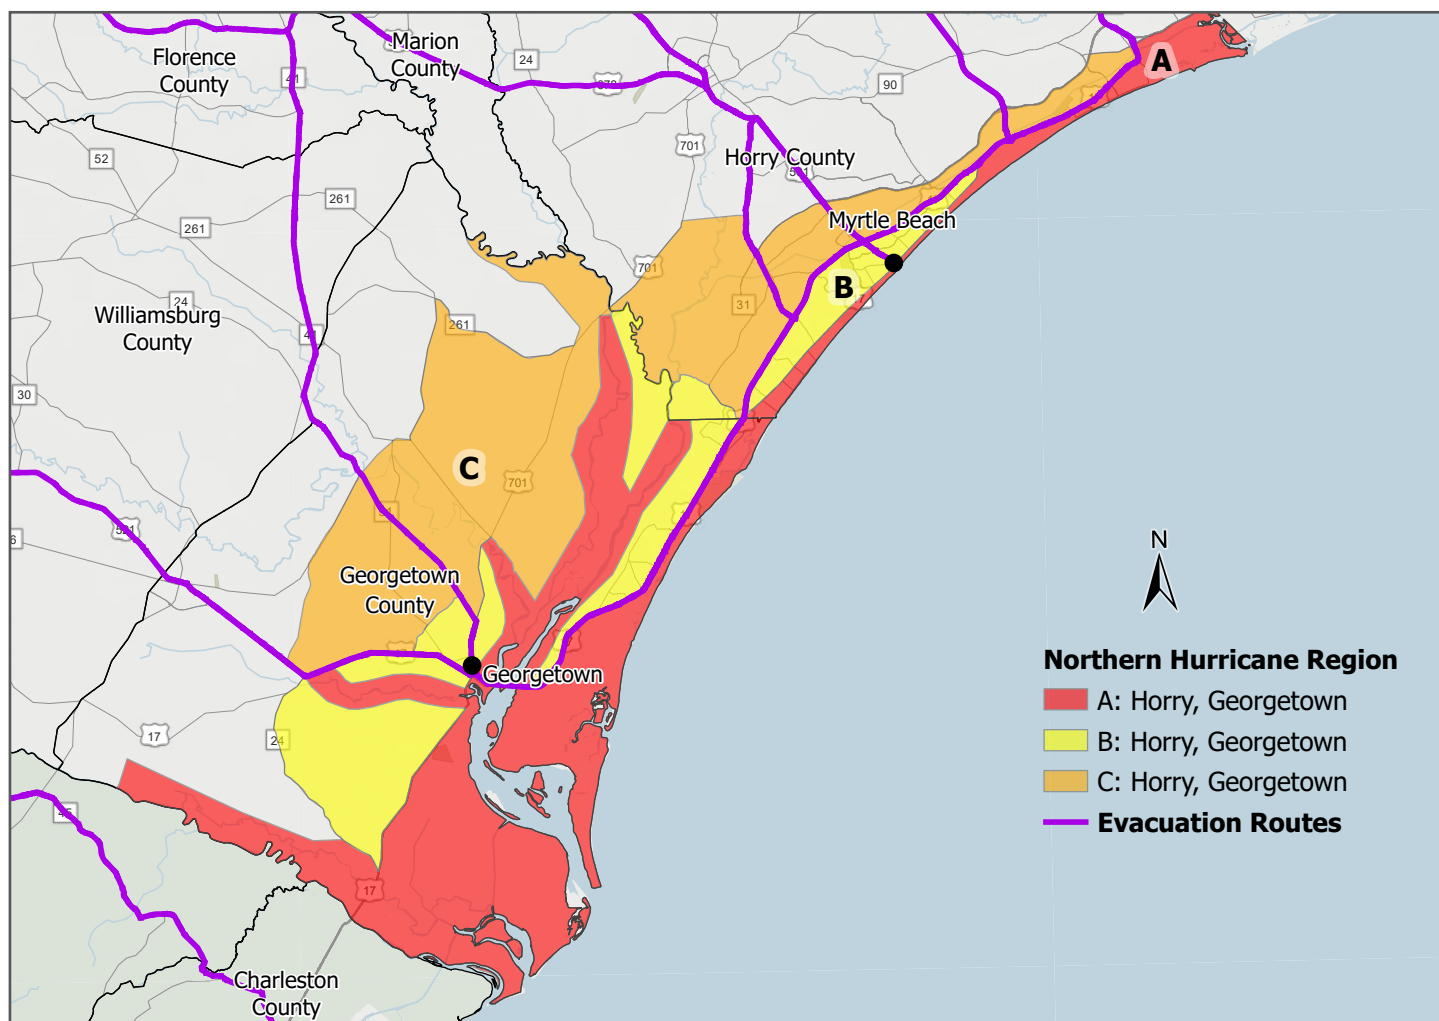 Florence
County
Marion
County
24
41
90
701
Horry County
52
261
261
Myrtle Beach
A
701
B
24
Williamsburg
County
261
31
30
C
701
521
Georgetown
County
N
Georgetown
17
24
17
45
Charleston
County
Northern Hurricane Region
A: Horry, Georgetown
B: Horry, Georgetown
C: Horry, Georgetown
Evacuation Routes